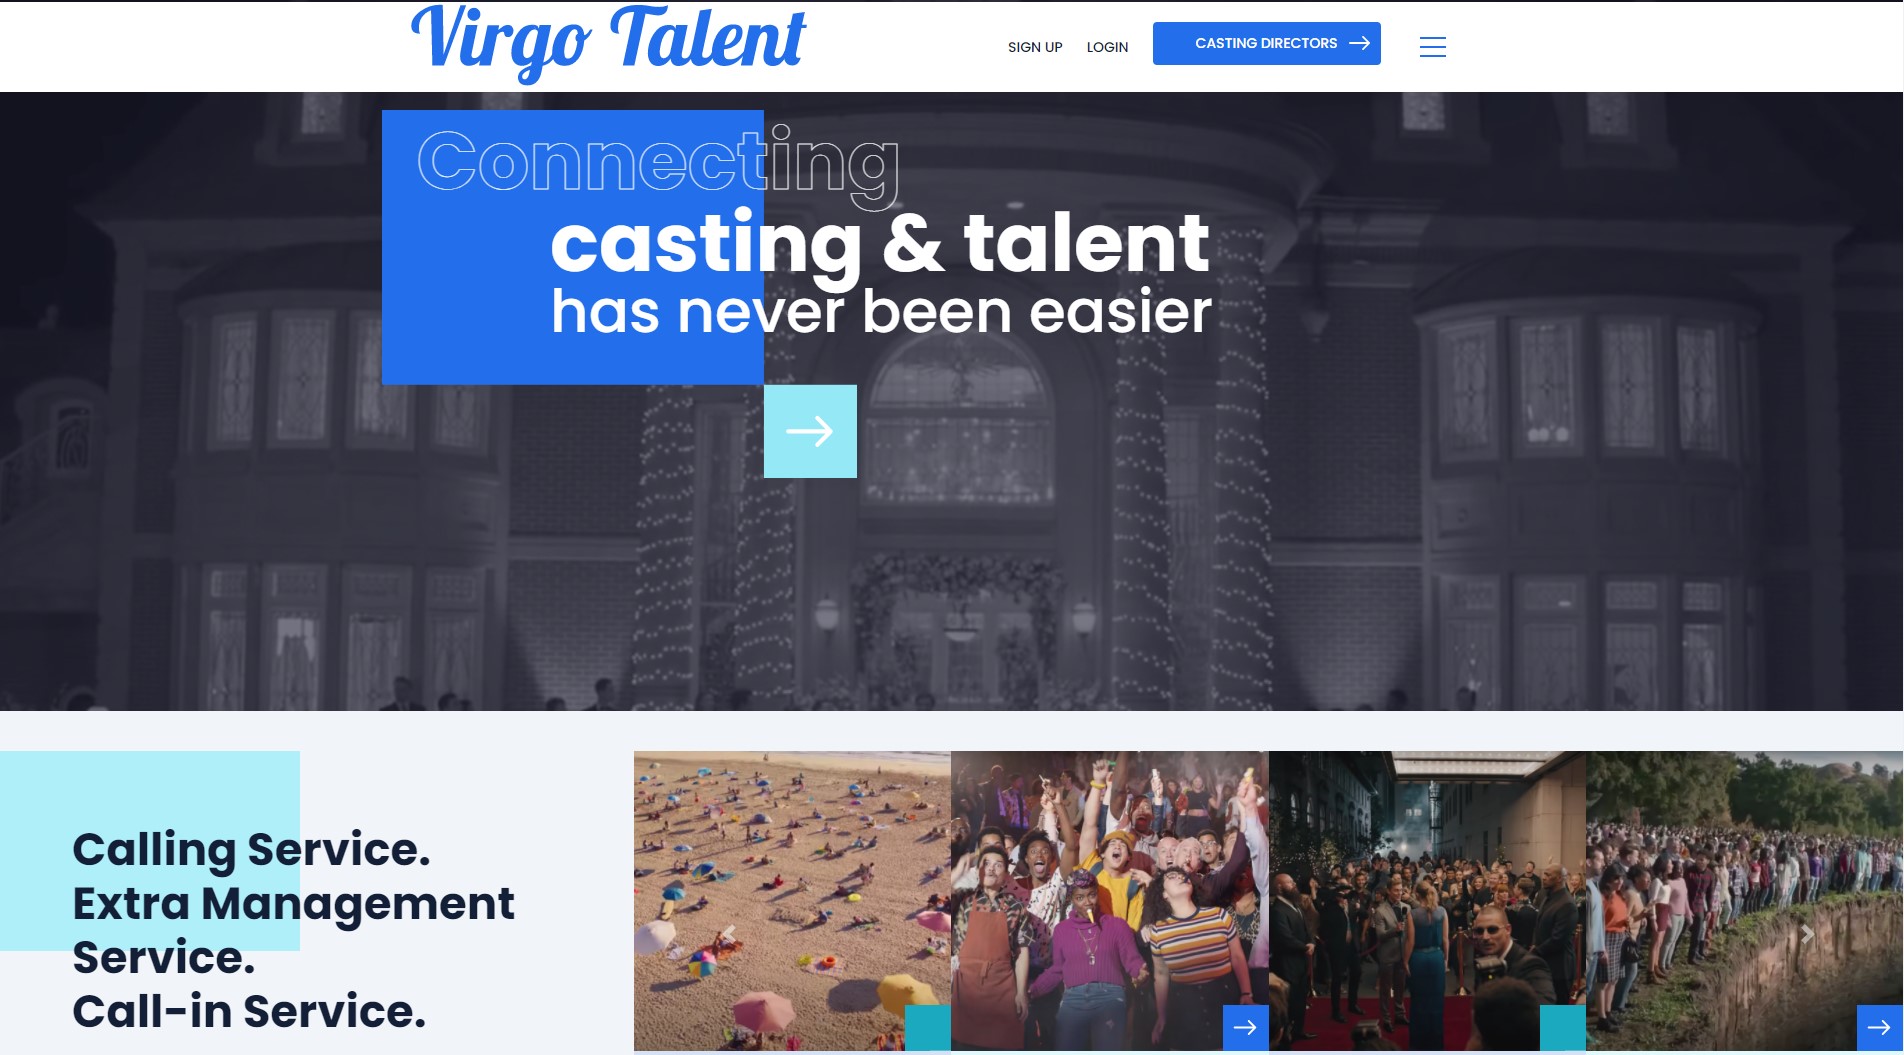 Virgo Talent
SIGN UP
LOGIN
CASTING DIRECTORS
Connecting
casting & talent
has never been easier
Calling Service.
Extra Management
Service.
Call-in Service.